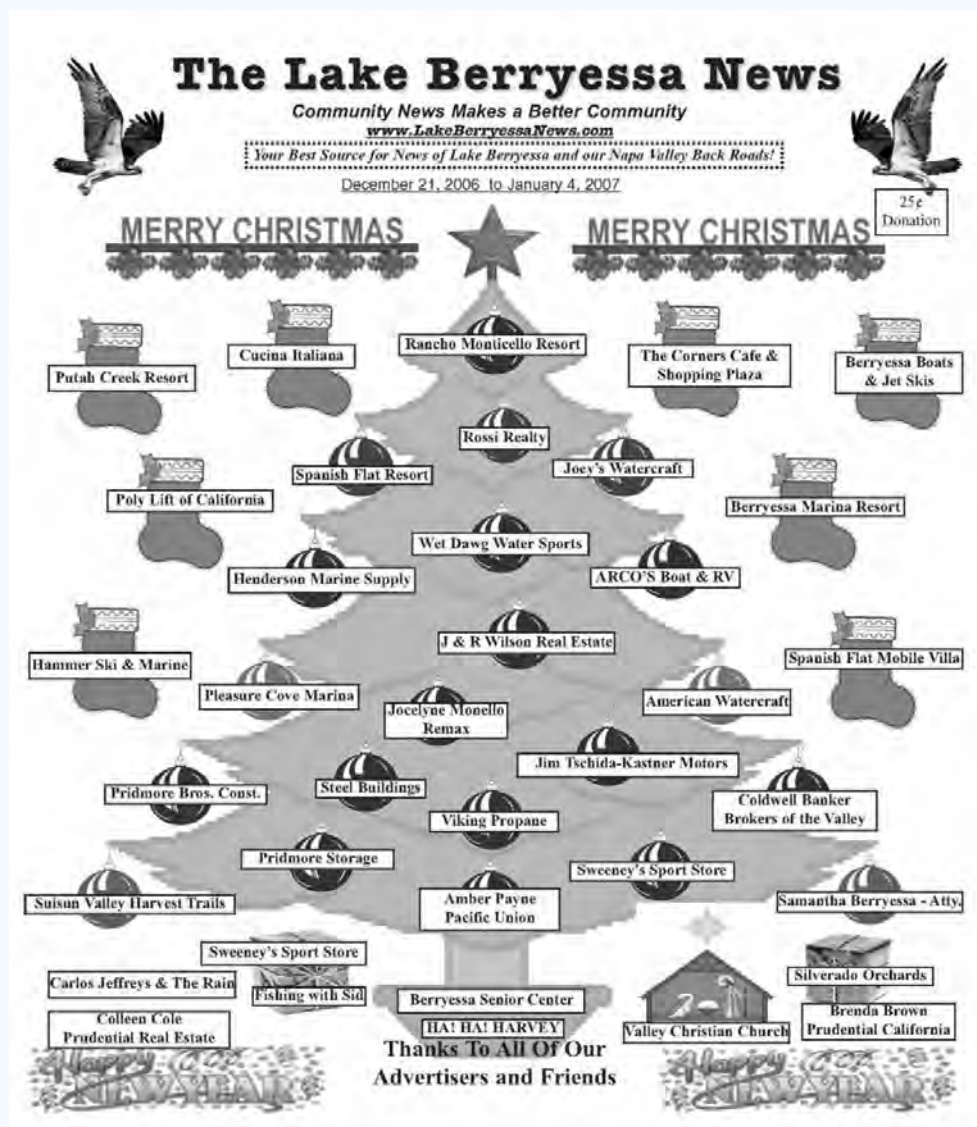 The Lake Berryessa News
Community News Makes a Better Community
www.LakeBerryessaNews.com
Your Best Source for News of Lake Berryessa and our Napa Valley Back Roads!
December 21, 2006 to January 4, 2007
25¢
Donation
MERRY CHRISTMAS
MERRY CHRISTMAS
Putah Creek Resort
Cucina Italiana
Rancho Monticello Resort
The Corners Cafe &
Shopping Plaza
Berryessa Boats
& Jet Skis
Rossi Realty
Spanish Flat Resort
Joey's Watercraft
Poly Lift of California
Berryessa Marina Resort
Wet Dawg Water Sports
Henderson Marine Supply
ARCO'S Boat & RV
J & R Wilson Real Estate
Hammer Ski & Marine
Spanish Flat Mobile Villa
Pleasure Cove Marina
American Watercraft
Jocelyne Monello
Remax
Jim Tschida-Kastner Motors
Pridmore Bros. Const.
Steel Buildings
Coldwell Banker
Brokers of the Valley
Viking Propane
Pridmore Storage
Sweeney's Sport Store
Suisun Valley Harvest Trails
Amber Payne
Pacific Union
Samantha Berryessa - Atty.
Sweeney's Sport Store
Carlos Jeffreys & The Rain
Fishing with Sid
Berryessa Senior Center
Silverado Orchards
Colleen Cole
Prudential Real Estate
HA! HA! HARVEY
Valley Christian Church
Brenda Brown
Prudential California
Thanks To All Of Our
Advertisers and Friends
Happy
NEW YEAR
Happy
NEW YEAR